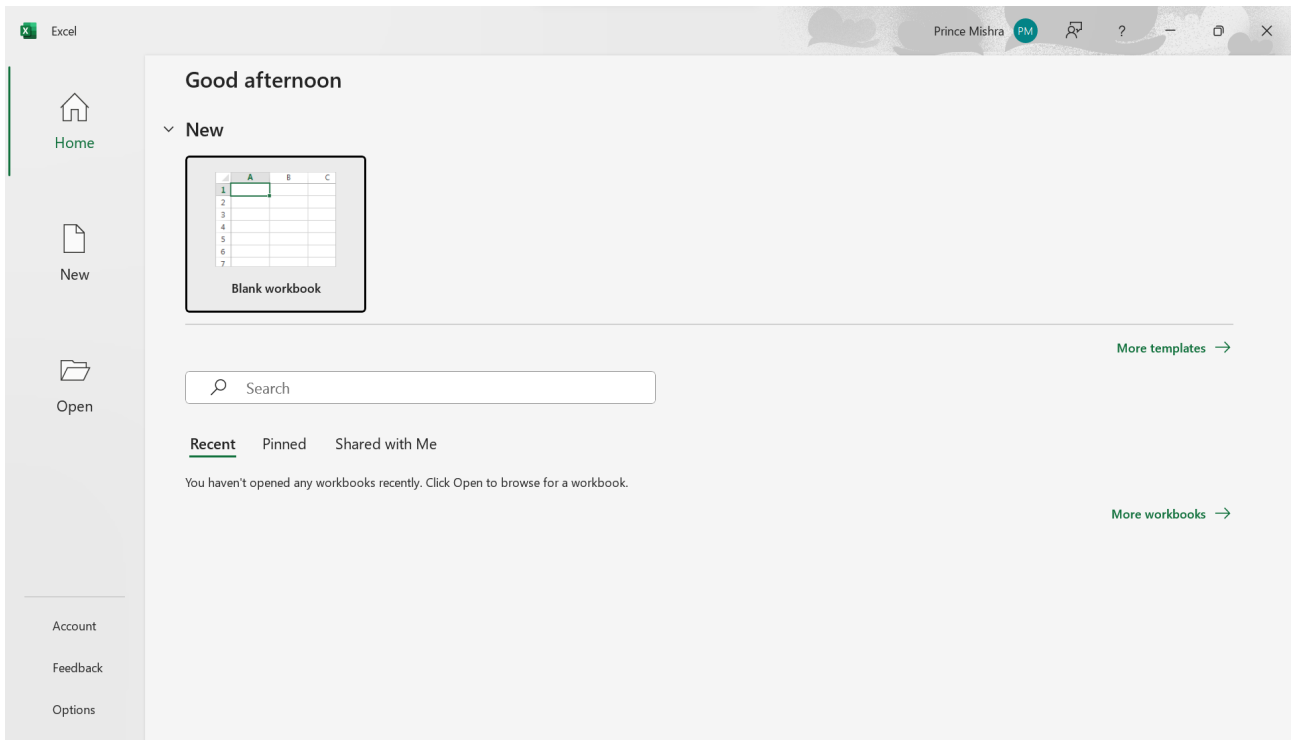 Excel
Prince Mishra PM ?
Home
New
Open
Account
Feedback
Options
Good afternoon
New
A B C
1
2
3
4
5
6
7
Blank workbook
More templates
Search
Recent Pinned Shared with Me
You haven't opened any workbooks recently. Click Open to browse for a workbook.
More workbooks